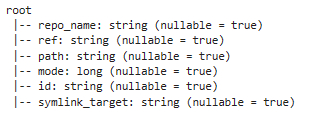 root
 |-- repo_name: string (nullable = true)
 |-- ref: string (nullable = true)
 |-- path: string (nullable = true)
 |-- mode: long (nullable = true)
 |-- id: string (nullable = true)
 |-- symlink_target: string (nullable = true)